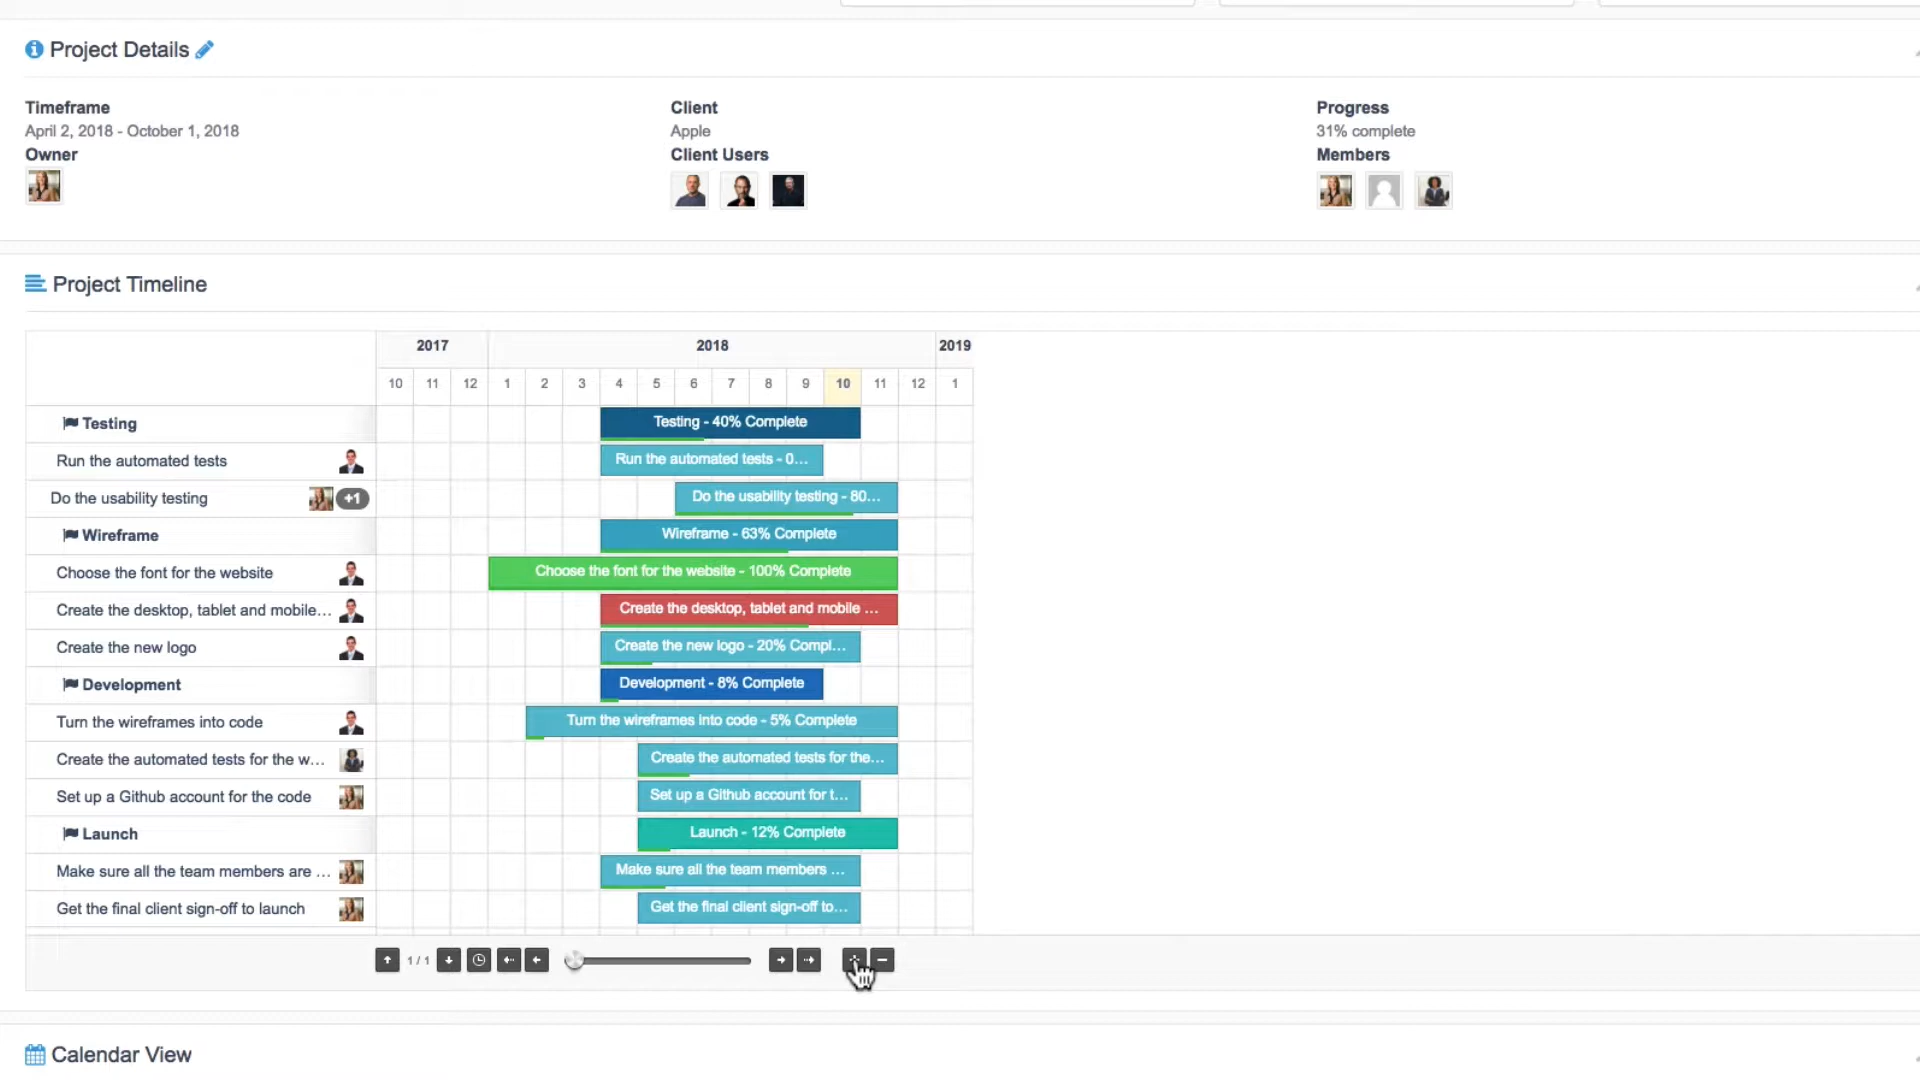 Project Details
Timeframe
April 2, 2018 - October 1, 2018
Owner
Client
Apple
Client Users
Progress
31% complete
Members
Project Timeline
2017 2018 2019
10 11 12 1 2 3 4 5 6 7 8 9 10 11 12 1
Testing Testing - 40% Complete
Run the automated tests Run the automated tests - 0...
Do the usability testing +1 Do the usability testing - 80...
Wireframe Wireframe - 63% Complete
Choose the font for the website Choose the font for the website - 100% Complete
Create the desktop, tablet and mobile... Create the desktop, tablet and mobile ...
Create the new logo Create the new logo - 20% Compl...
Development Development - 8% Complete
Turn the wireframes into code Turn the wireframes into code - 5% Complete
Create the automated tests for the w... Create the automated tests for the...
Set up a Github account for the code Set up a Github account for t...
Launch Launch - 12% Complete
Make sure all the team members are ... Make sure all the team members ...
Get the final client sign-off to launch Get the final client sign-off to...
1 / 1
Calendar View